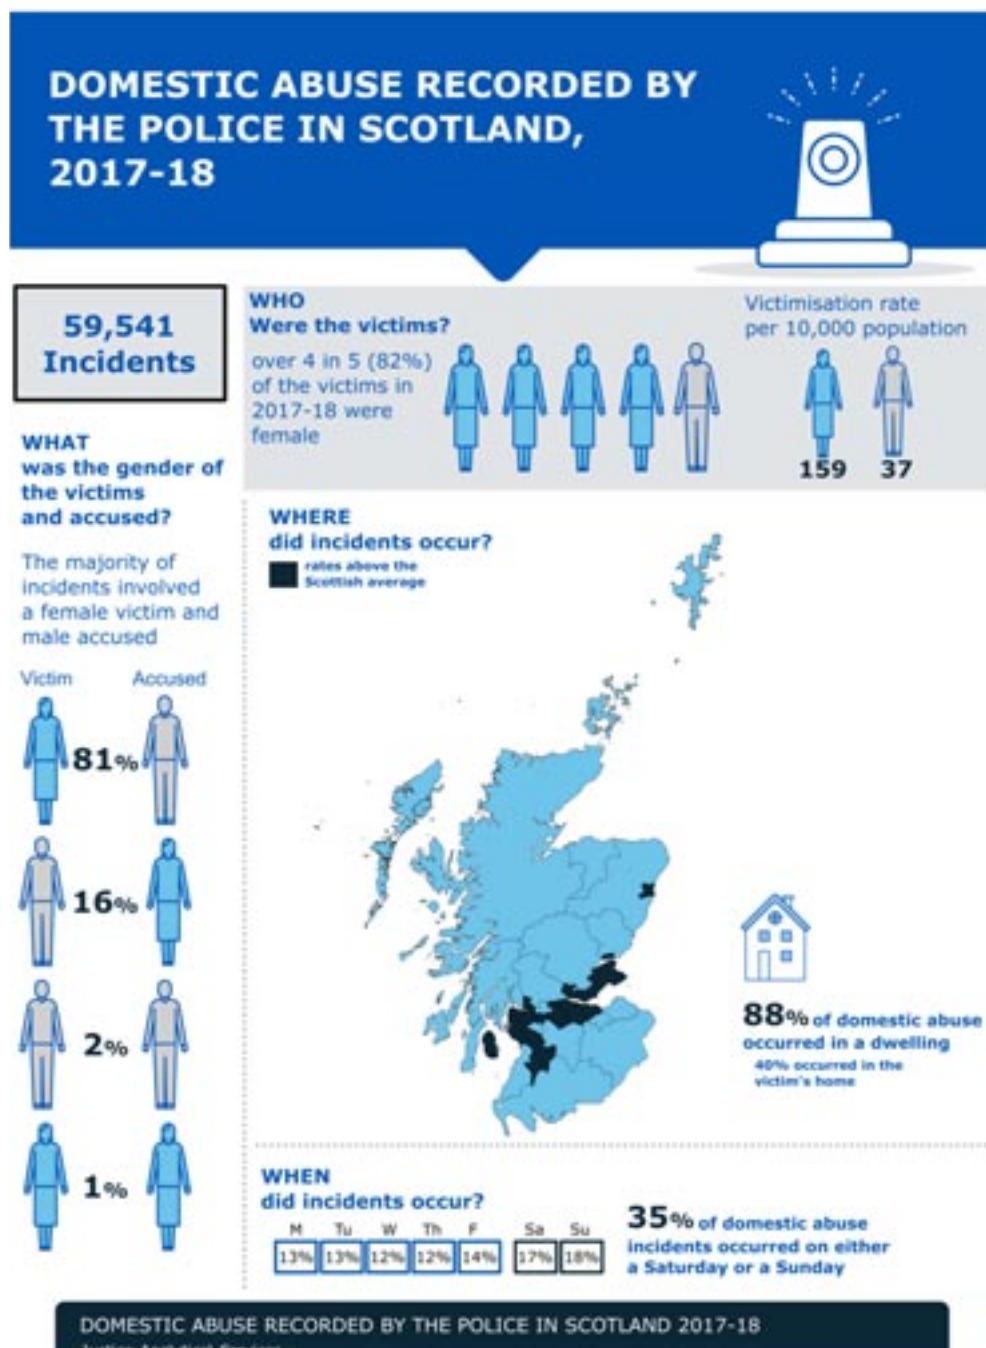 DOMESTIC ABUSE RECORDED BY
THE POLICE IN SCOTLAND,
2017-18
59,541
Incidents
WHO
Were the victims?
over 4 in 5 (82%)
of the victims in
2017-18 were
female
Victimisation rate
per 10,000 population
159 37
WHAT
was the gender of
the victims
and accused?
The majority of
incidents involved
a female victim and
male accused
Victim Accused
81%
16%
2%
1%
WHERE
did incidents occur?
rates above the
Scottish average
88% of domestic abuse
occurred in a dwelling
40% occurred in the
victim's home
WHEN
did incidents occur?
M Tu W Th F Sa Su
13% 13% 12% 12% 14% 17% 18%
35% of domestic abuse
incidents occurred on either
a Saturday or a Sunday
DOMESTIC ABUSE RECORDED BY THE POLICE IN SCOTLAND 2017-18